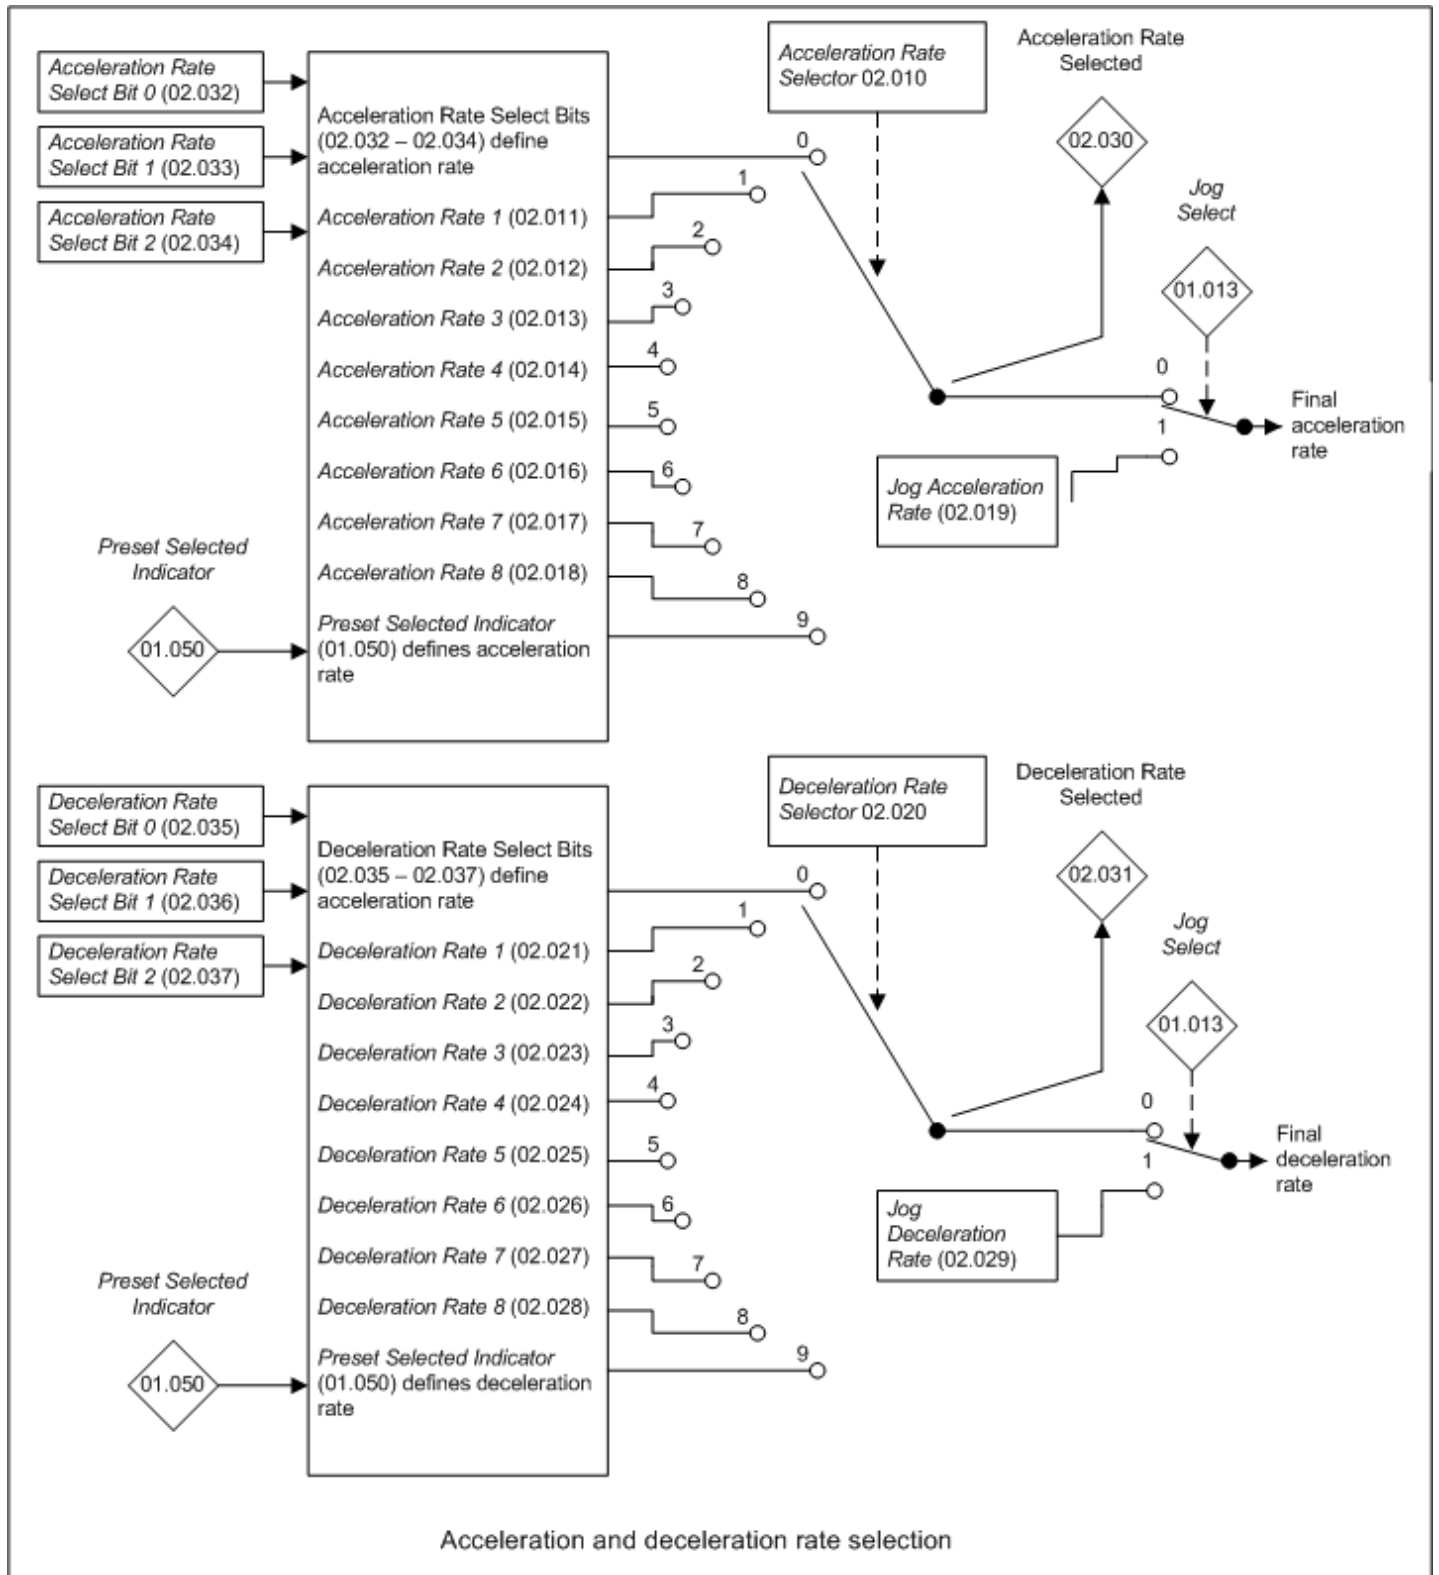 Acceleration Rate
Select Bit 0 (02.032)
Acceleration Rate
Select Bit 1 (02.033)
Acceleration Rate
Select Bit 2 (02.034)
Preset Selected
Indicator
01.050
Acceleration Rate Select Bits
(02.032 – 02.034) define
acceleration rate
Acceleration Rate 1 (02.011)
Acceleration Rate 2 (02.012)
Acceleration Rate 3 (02.013)
Acceleration Rate 4 (02.014)
Acceleration Rate 5 (02.015)
Acceleration Rate 6 (02.016)
Acceleration Rate 7 (02.017)
Acceleration Rate 8 (02.018)
Preset Selected Indicator
(01.050) defines acceleration
rate
0
1
2
3
4
5
6
7
8
9
Acceleration Rate
Selector 02.010
Acceleration Rate
Selected
02.030
Jog
Select
01.013
0
1
Jog Acceleration
Rate (02.019)
Final
acceleration
rate
Deceleration Rate
Select Bit 0 (02.035)
Deceleration Rate
Select Bit 1 (02.036)
Deceleration Rate
Select Bit 2 (02.037)
Preset Selected
Indicator
01.050
Deceleration Rate Select Bits
(02.035 – 02.037) define
acceleration rate
Deceleration Rate 1 (02.021)
Deceleration Rate 2 (02.022)
Deceleration Rate 3 (02.023)
Deceleration Rate 4 (02.024)
Deceleration Rate 5 (02.025)
Deceleration Rate 6 (02.026)
Deceleration Rate 7 (02.027)
Deceleration Rate 8 (02.028)
Preset Selected Indicator
(01.050) defines deceleration
rate
0
1
2
3
4
5
6
7
8
9
Deceleration Rate
Selector 02.020
Deceleration Rate
Selected
02.031
Jog
Select
01.013
0
1
Jog
Deceleration
Rate (02.029)
Final
deceleration
rate
Acceleration and deceleration rate selection